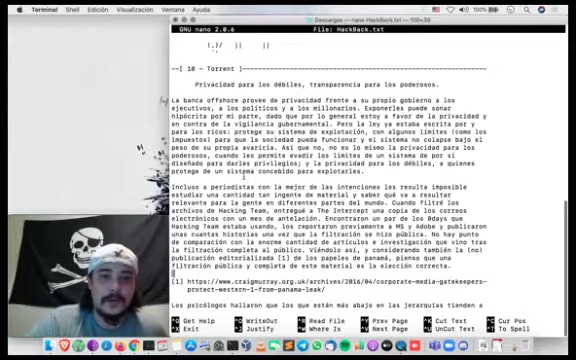 Terminal Shell Edición Visualización Ventana Ayuda 100%
Descargas — nano HackBack.txt — 100×39
GNU nano 2.0.6 File: HackBack.txt
--[ 10 - Torrent ]
Privacidad para los débiles, transparencia para los poderosos.
La banca offshore provee de privacidad frente a su propio gobierno a los
ejecutivos, a los políticos y a los millonarios. Exponerles puede sonar
hipócrita por mi parte, dado que por lo general estoy a favor de la privacidad y
en contra de la vigilancia gubernamental. Pero la ley ya estaba escrita por y
para los ricos: protege su sistema de explotación, con algunos límites (como los
impuestos) para que la sociedad pueda funcionar y el sistema no colapse bajo el
peso de su propia avaricia. Así que no, no es lo mismo la privacidad para los
poderosos, cuando les permite evadir los límites de un sistema de por sí
diseñado para darles privilegios; y la privacidad para los débiles, a quienes
protege de un sistema concebido para explotarles.
Incluso a periodistas con la mejor de las intenciones les resulta imposible
estudiar una cantidad tan ingente de material y saber qué va a resultar
relevante para la gente en diferentes partes del mundo. Cuando filtré los
archivos de Hacking Team, entregué a The Intercept una copia de los correos
electrónicos con un mes de antelación. Encontraron un par de los 0days que
Hacking Team estaba usando, los reportaron previamente a MS y Adobe y publicaron
unas cuantas historias una vez que la filtración se hizo pública. No hay punto
de comparación con la enorme cantidad de artículos e investigación que vino tras
la filtración completa al público. Viéndolo así, y considerando también la (no)
publicación editorializada [1] de los papeles de panamá, pienso que una
filtración pública y completa de este material es la elección correcta.
[1] https://www.craigmurray.org.uk/archives/2016/04/corporate-media-gatekeepers-
protect-western-1-from-panama-leak/
Los psicólogos hallaron que los que están más abajo en las jerarquías tienden a
^G Get Help ^O WriteOut ^R Read File ^Y Prev Page ^K Cut Text ^C Cur Pos
^X Exit ^J Justify ^W Where Is ^V Next Page ^U UnCut Text ^T To Spell